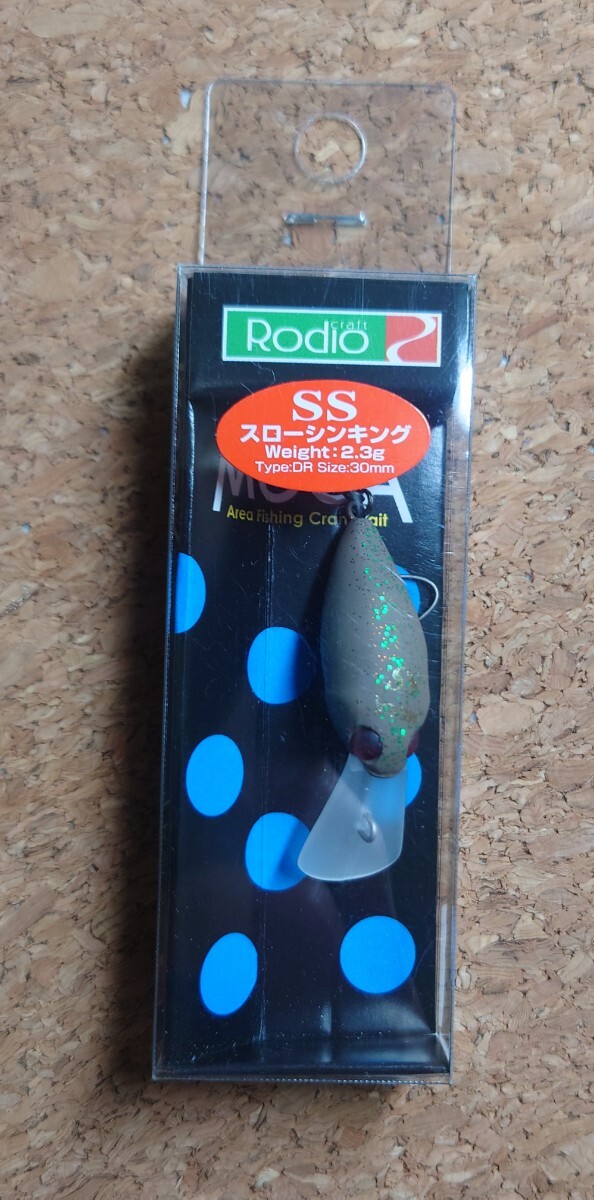 craft
Rodio
SS
スローシンキング
Weight:2.3g
Type:DR Size:30mm
Area Fishing